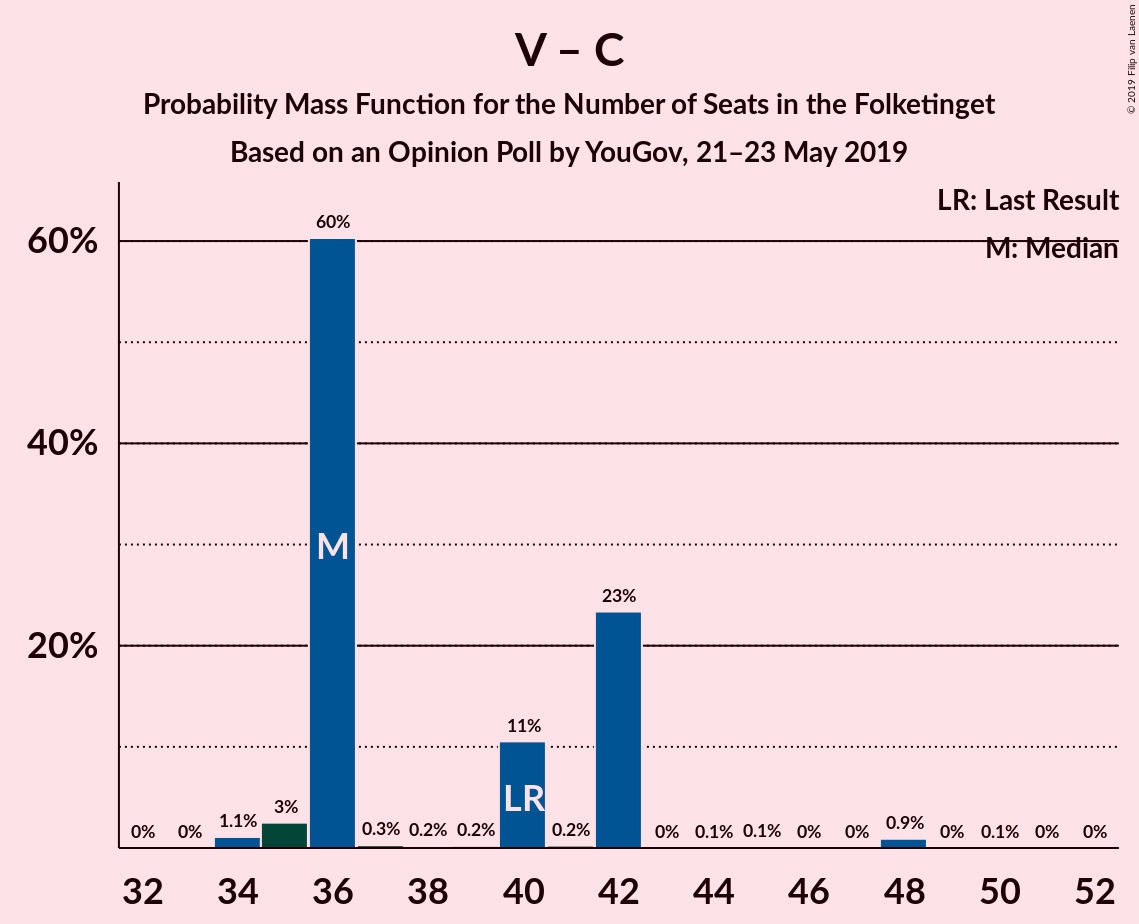 V – C
Probability Mass Function for the Number of Seats in the Folketinget
Based on an Opinion Poll by YouGov, 21–23 May 2019
© 2019 Filip van Laenen
LR: Last Result
M: Median
60%
40%
20%
0%
0%
1.1%
3%
60%
0.3%
0.2%
0.2%
11%
0.2%
23%
0%
0.1%
0.1%
0%
0%
0.9%
0%
0.1%
0%
0%
M
LR
32 34 36 38 40 42 44 46 48 50 52